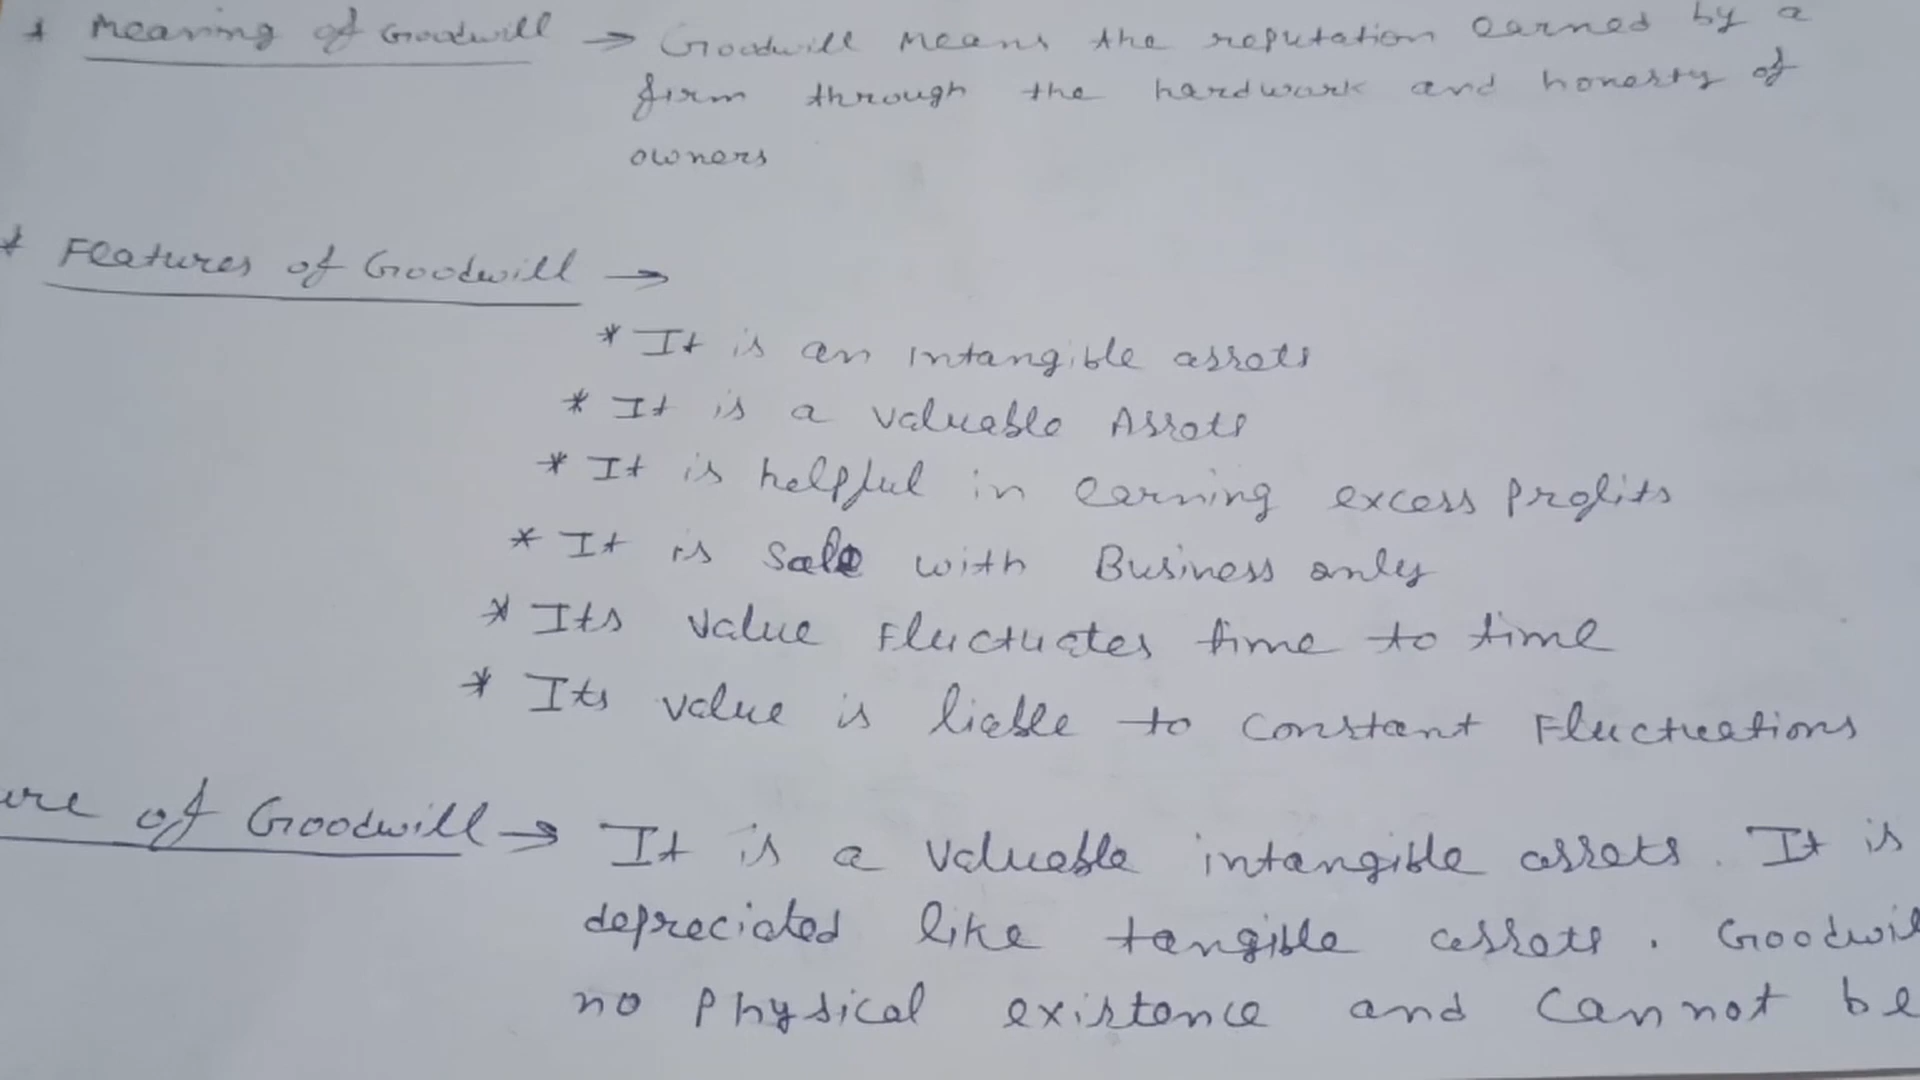 * Meaning of Goodwill → Goodwill Means the reputation earned by a
firm through the hardwark and honesty of
owners
* Features of Goodwill →
* It is an intangible assets
* It is a valuable Assets
* It is helpful in earning excess Profits
* It is Sale with Business only
* Its value Fluctuates time to time
* Its value is liable to constant Fluctuations
ure of Goodwill → It is a valuable intangible assets. It is
depreciated like tangible assets. Goodwil
no Physical existence and Cannot be